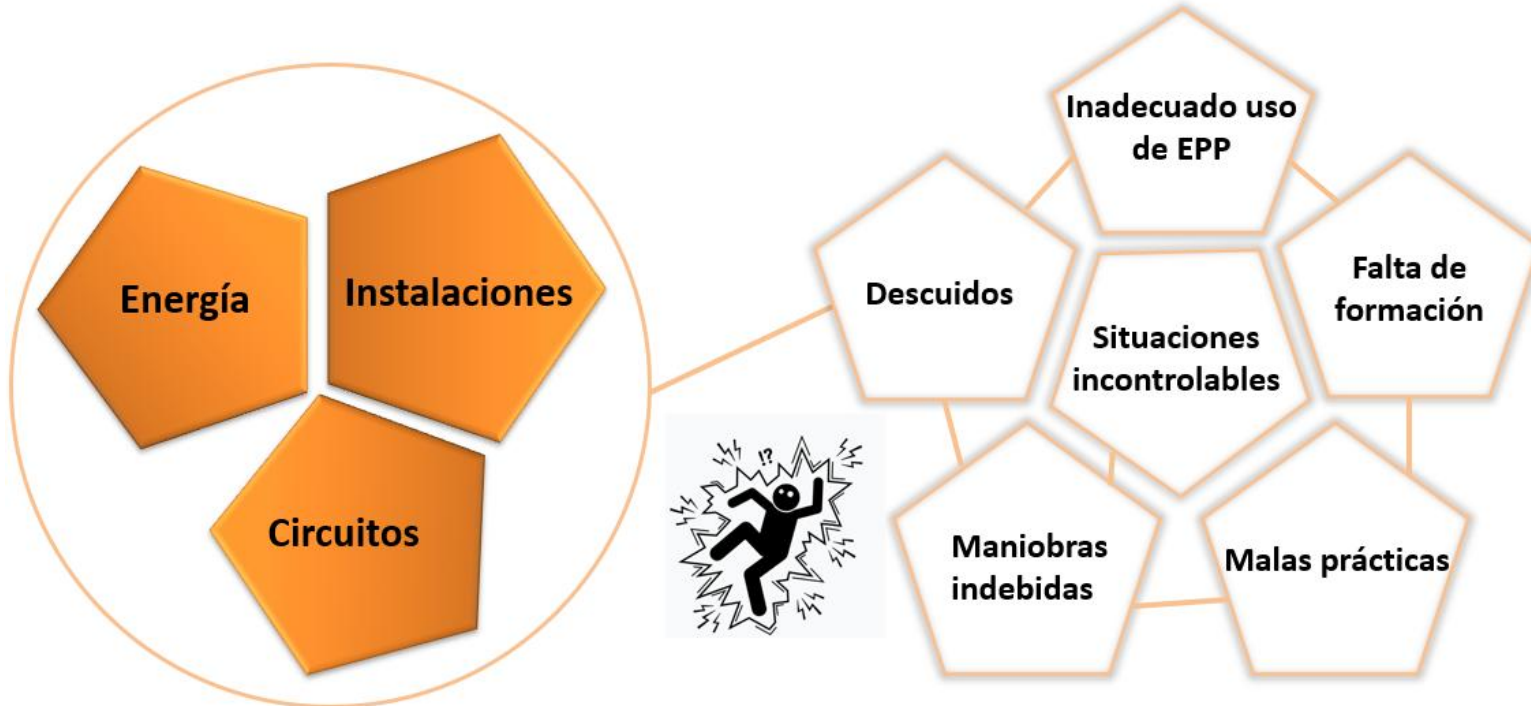 Energía
Instalaciones
Circuitos
!?
Inadecuado uso
de EPP
Descuidos
Falta de
formación
Situaciones
incontrolables
Maniobras
indebidas
Malas prácticas